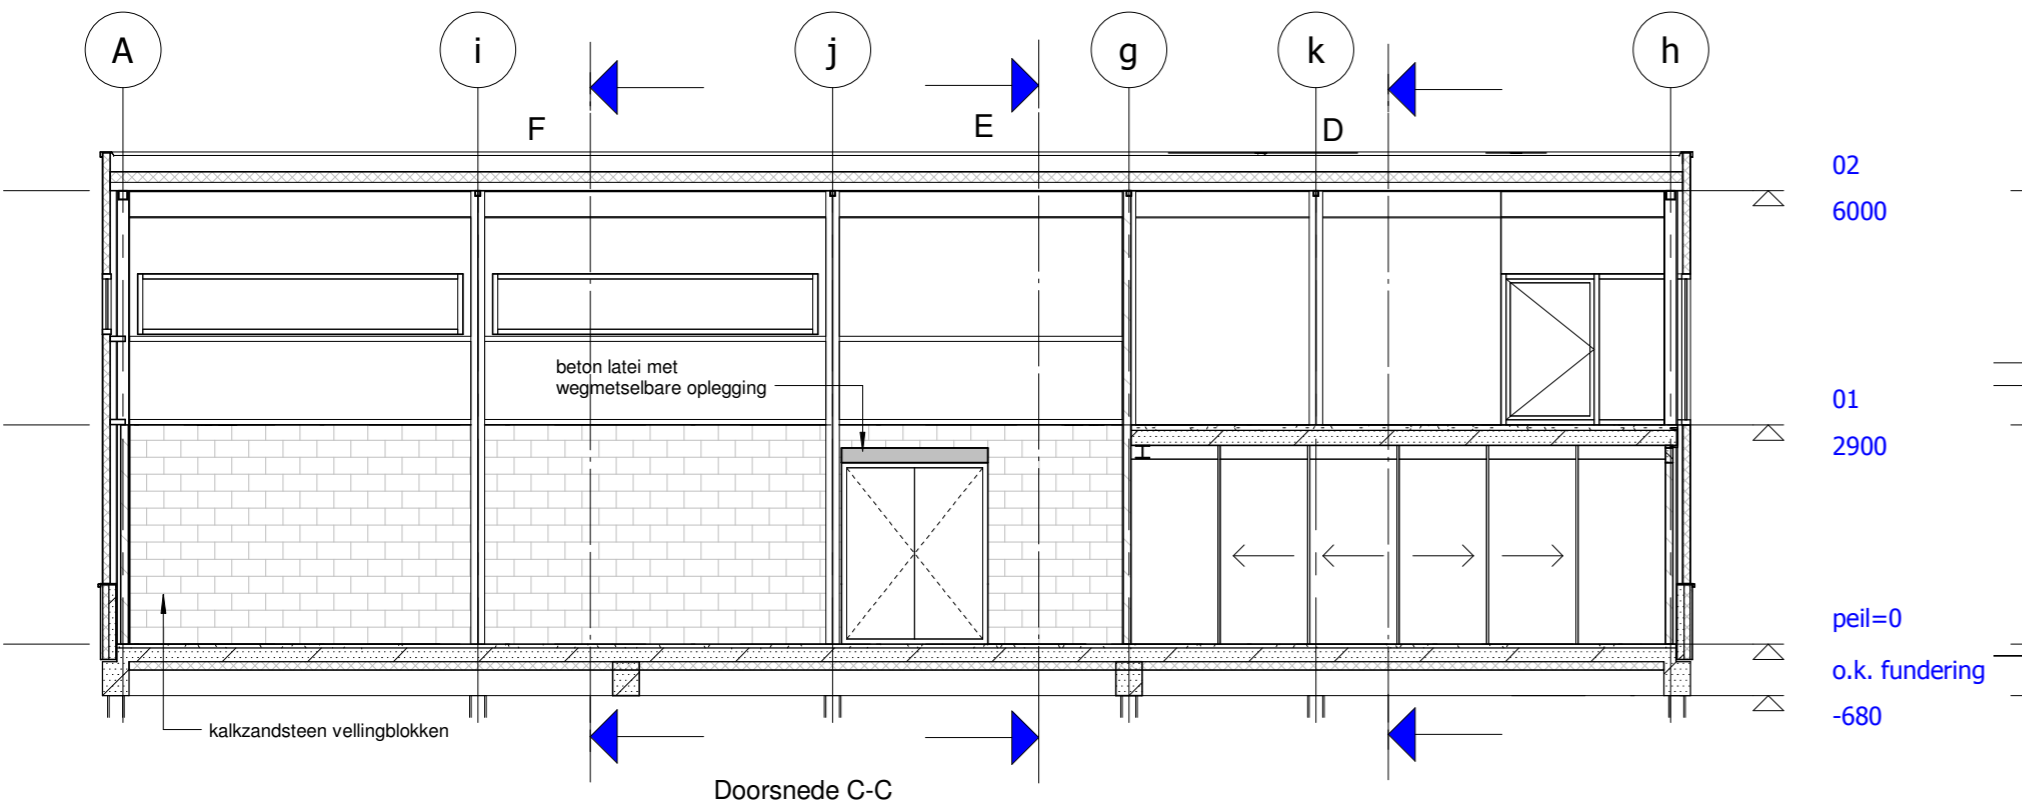 A
i
j
g
k
h
F
E
D
02
6000
beton latei met
wegmetselbare oplegging
01
2900
peil=0
o.k. fundering
-680
kalkzandsteen vellingblokken
Doorsnede C-C